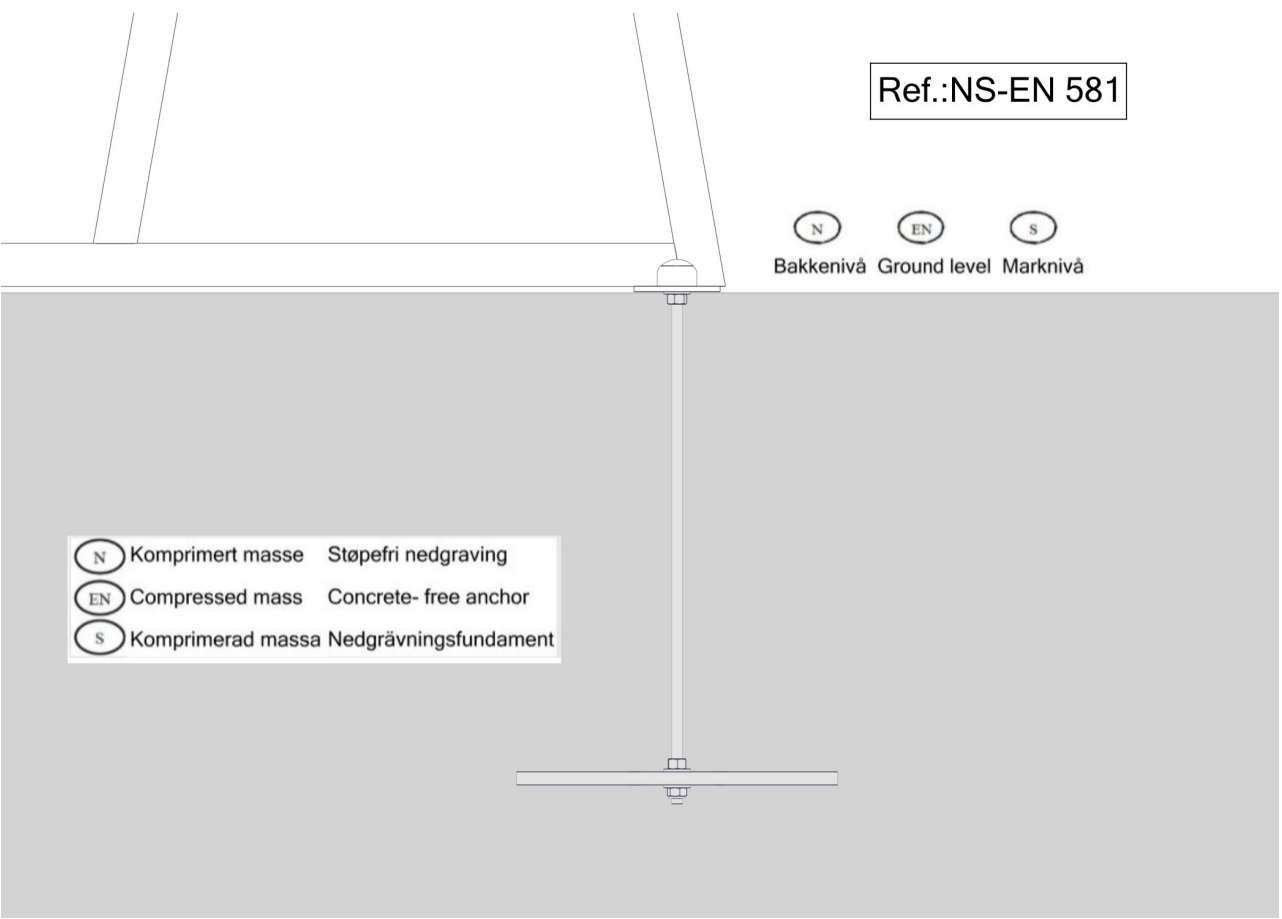 Ref.:NS-EN 581
N EN S
Bakkenivå Ground level Marknivå
N Komprimert masse Støpefri nedgraving
EN Compressed mass Concrete- free anchor
S Komprimerad massa Nedgrävningsfundament